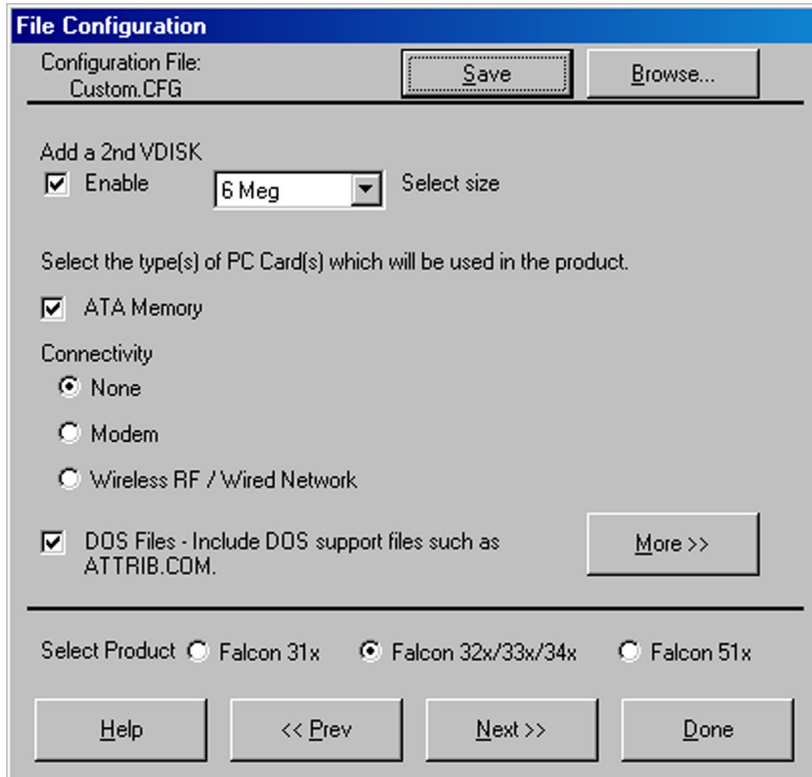 File Configuration
Configuration File:
Custom.CFG
Save
Browse...
Add a 2nd VDISK
Enable
6 Meg
Select size
Select the type(s) of PC Card(s) which will be used in the product.
ATA Memory
Connectivity
None
Modem
Wireless RF / Wired Network
DOS Files - Include DOS support files such as
ATTRIB.COM.
More >>
Select Product
Falcon 31x
Falcon 32x/33x/34x
Falcon 51x
Help
<< Prev
Next >>
Done